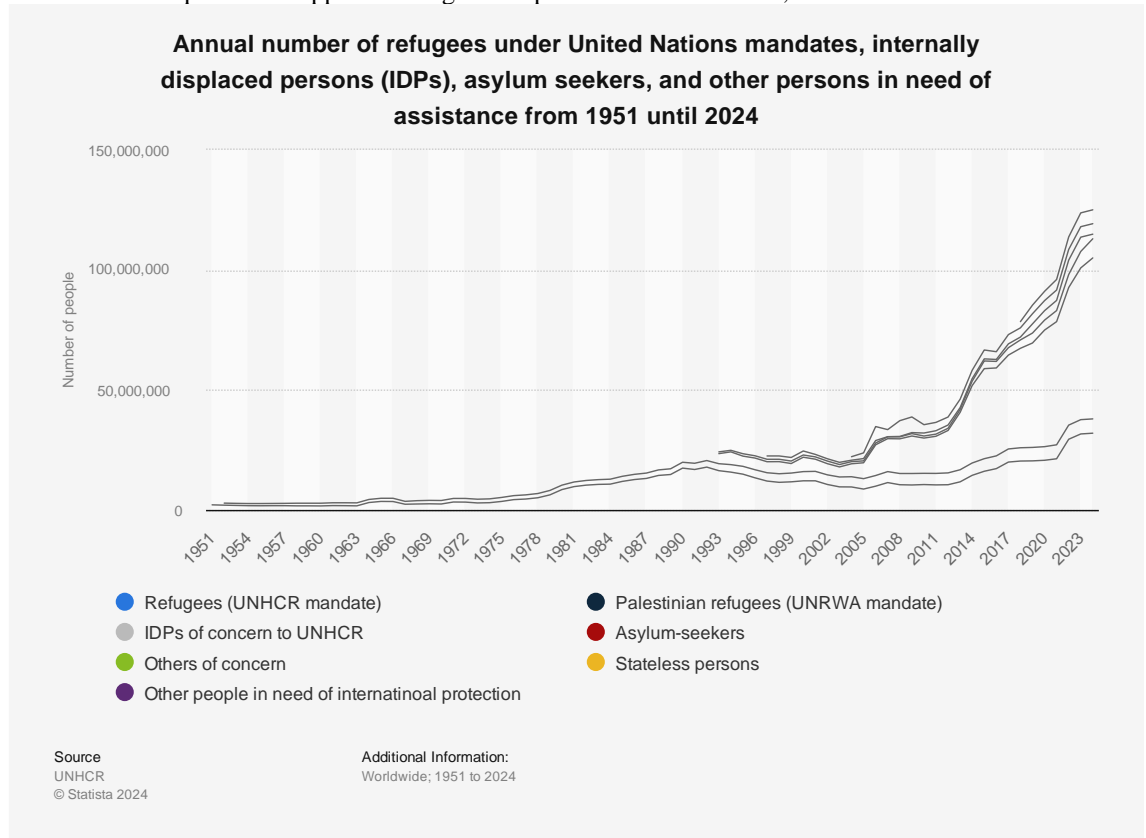 Annual number of refugees under United Nations mandates, internally
displaced persons (IDPs), asylum seekers, and other persons in need of
assistance from 1951 until 2024
150,000,000
100,000,000
50,000,000
0
Number of people
1951
1954
1957
1960
1963
1966
1969
1972
1975
1978
1981
1984
1987
1990
1993
1996
1999
2002
2005
2008
2011
2014
2017
2020
2023
Refugees (UNHCR mandate)
Palestinian refugees (UNRWA mandate)
IDPs of concern to UNHCR
Asylum-seekers
Others of concern
Stateless persons
Other people in need of internatinoal protection
Source
UNHCR
© Statista 2024
Additional Information:
Worldwide; 1951 to 2024